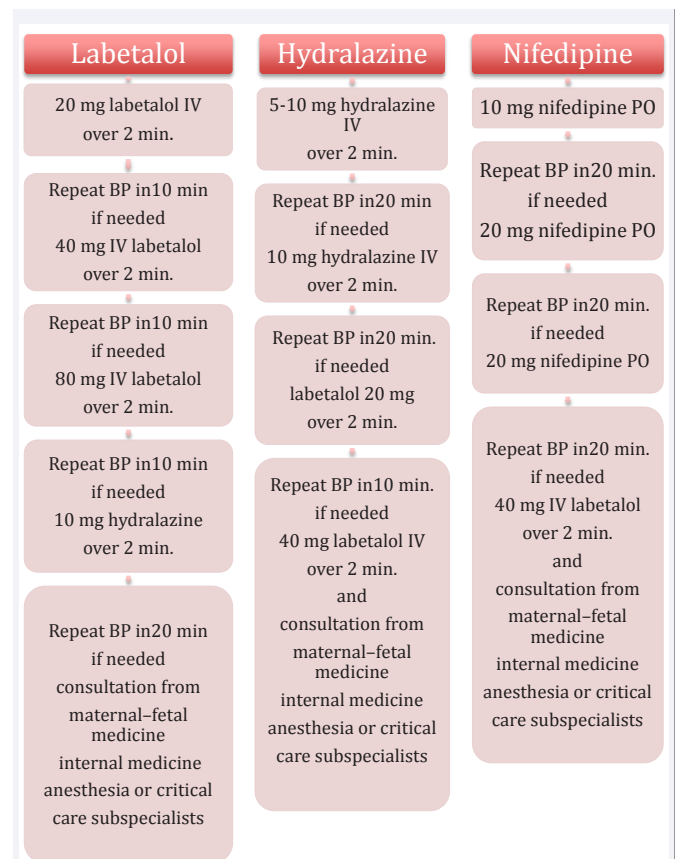 Labetalol
20 mg labetalol IV
over 2 min.
Repeat BP in10 min
if needed
40 mg IV labetalol
over 2 min.
Repeat BP in10 min
if needed
80 mg IV labetalol
over 2 min.
Repeat BP in10 min
if needed
10 mg hydralazine
over 2 min.
Repeat BP in20 min
if needed
consultation from
maternal–fetal
medicine
internal medicine
anesthesia or critical
care subspecialists
Hydralazine
5-10 mg hydralazine
IV
over 2 min.
Repeat BP in20 min
if needed
10 mg hydralazine IV
over 2 min.
Repeat BP in20 min.
if needed
labetalol 20 mg
over 2 min.
Repeat BP in10 min.
if needed
40 mg labetalol IV
over 2 min.
and
consultation from
maternal–fetal
medicine
internal medicine
anesthesia or critical
care subspecialists
Nifedipine
10 mg nifedipine PO
Repeat BP in20 min.
if needed
20 mg nifedipine PO
Repeat BP in20 min.
if needed
20 mg nifedipine PO
Repeat BP in20 min.
if needed
40 mg IV labetalol
over 2 min.
and
consultation from
maternal–fetal
medicine
internal medicine
anesthesia or critical
care subspecialists